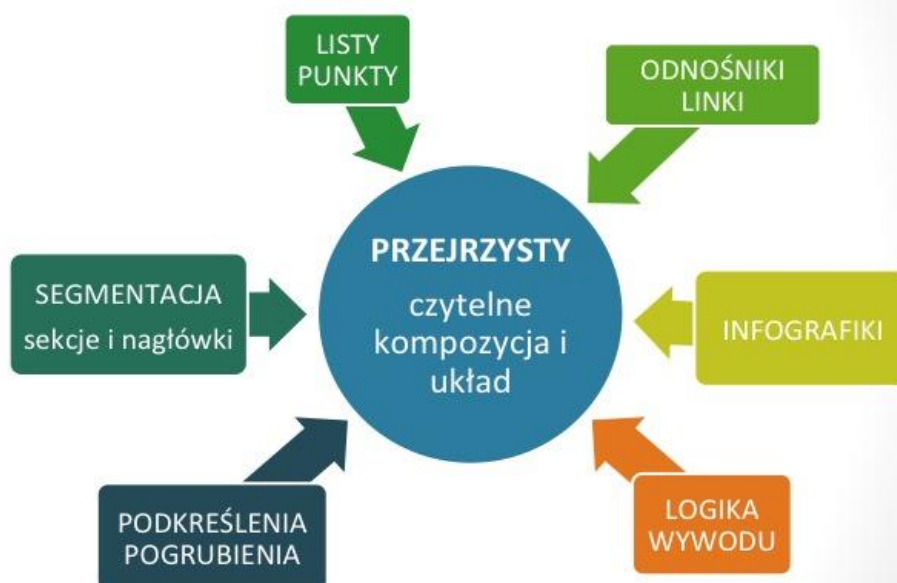 LISTY
PUNKTY
ODNOŚNIKI
LINKI
PRZEJRZYSTY
czytelne
kompozycja i
układ
SEGMENTACJA
sekcje i nagłówki
INFOGRAFIKI
PODKREŚLENIA
POGRUBIENIA
LOGIKA
WYWODU